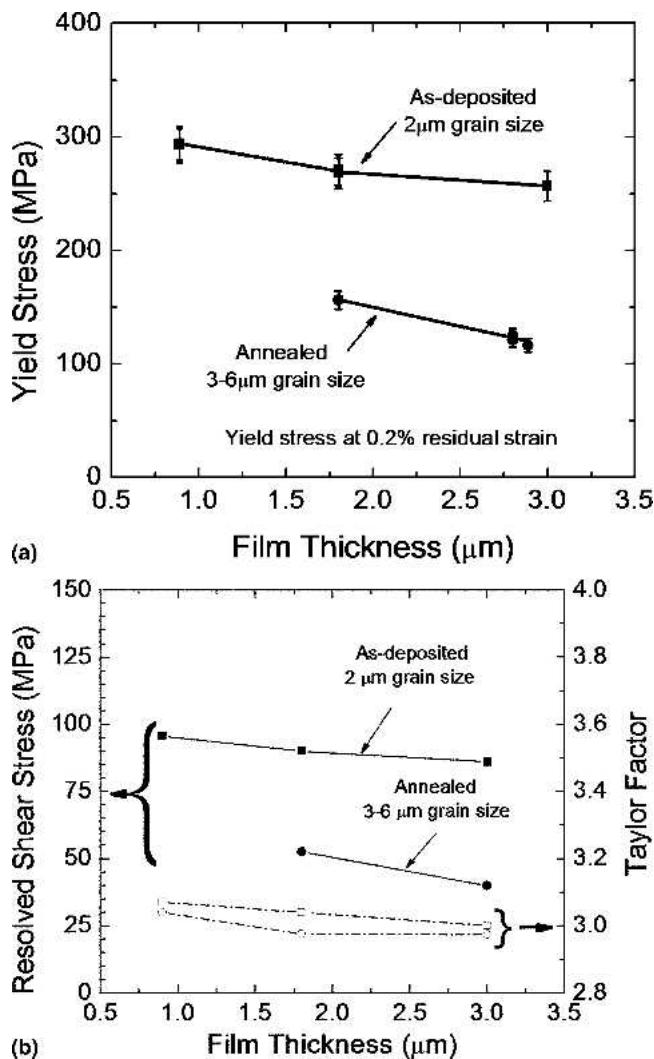 400
300
200
100
0
Yield Stress (MPa)
As-deposited
2μm grain size
Annealed
3-6μm grain size
Yield stress at 0.2% residual strain
0.5 1.0 1.5 2.0 2.5 3.0 3.5
Film Thickness (μm)
(a)
150
125
100
75
50
25
0
Resolved Shear Stress (MPa)
As-deposited
2 μm grain size
Annealed
3-6 μm grain size
4.0
3.8
3.6
3.4
3.2
3.0
2.8
Taylor Factor
0.5 1.0 1.5 2.0 2.5 3.0 3.5
Film Thickness (μm)
(b)